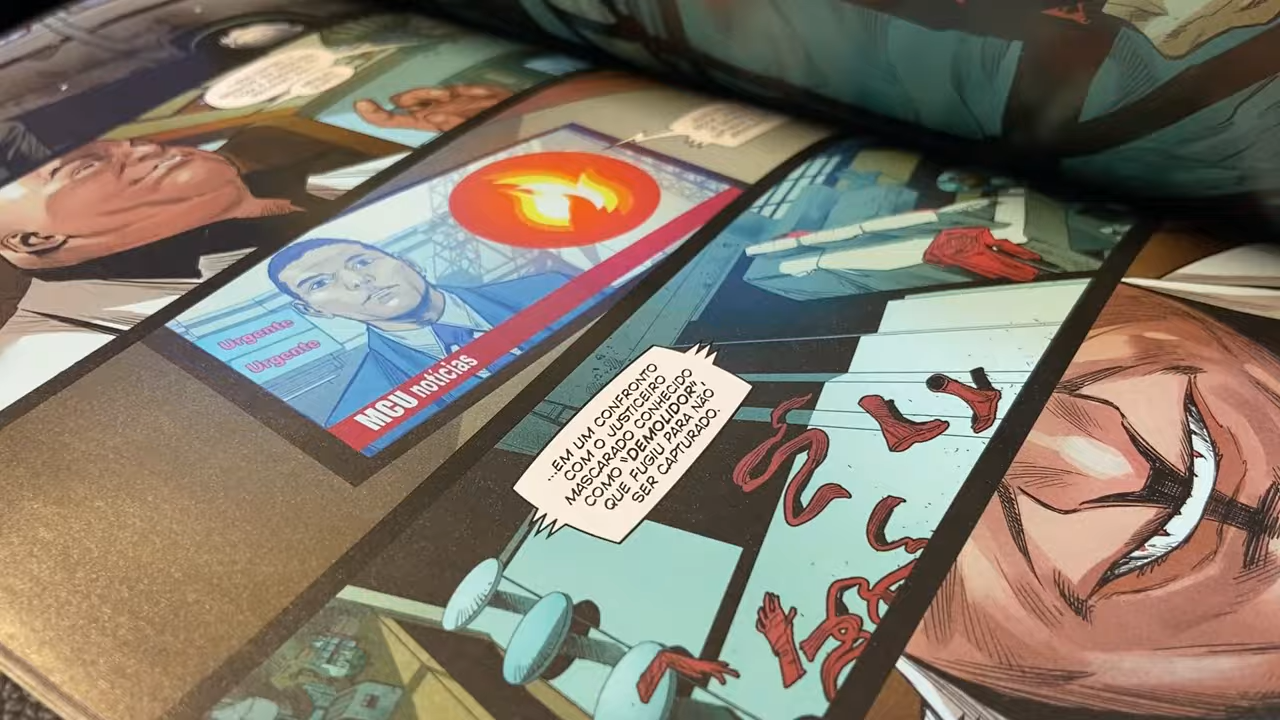 Urgente
Urgente
MCU notícias
...EM UM CONFRONTO
COM O JUSTICEIRO
MASCARADO CONHECIDO
COMO "DEMOLIDOR",
QUE FUGIU PARA NÃO
SER CAPTURADO.